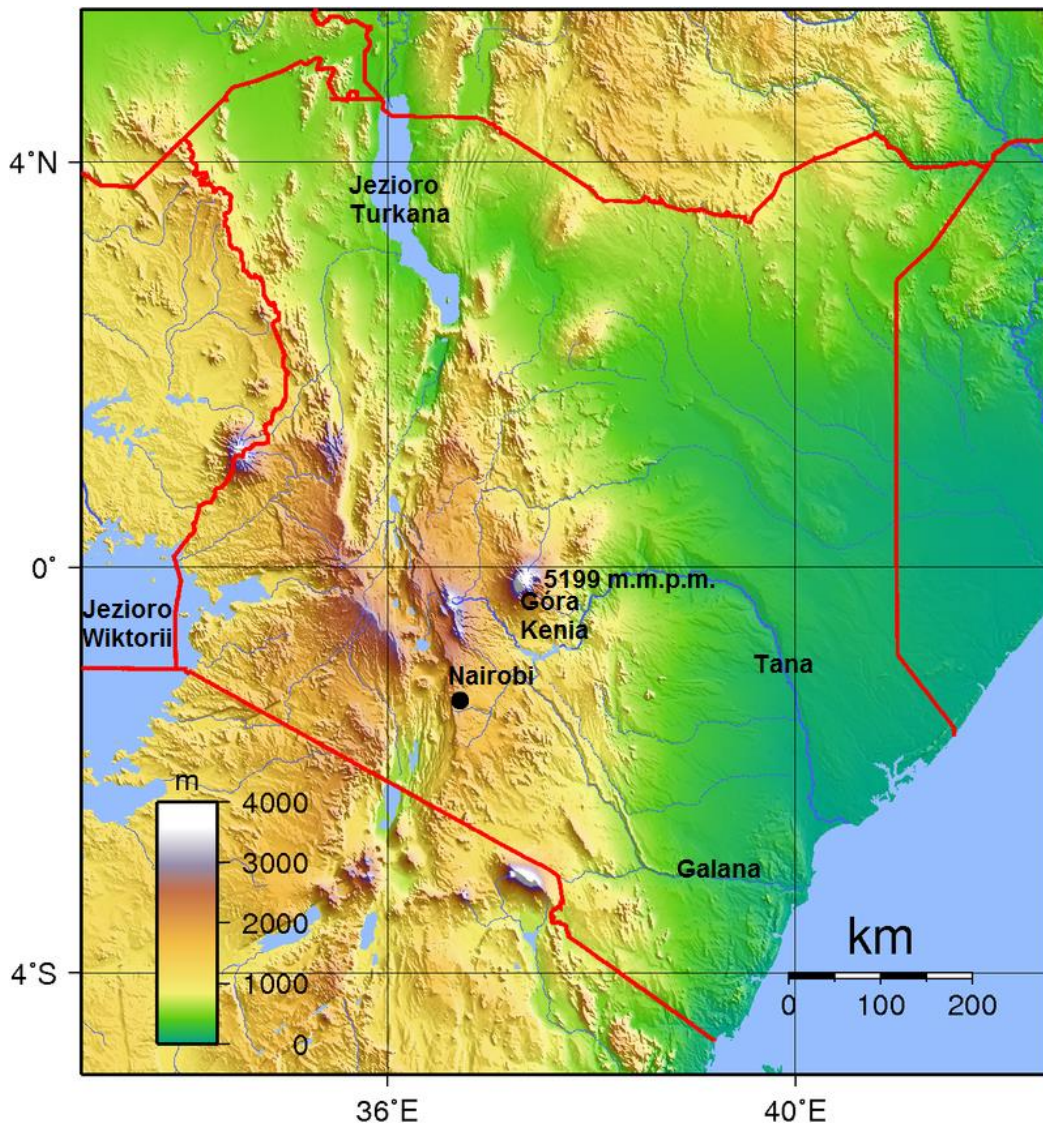 4°N
Jezioro
Turkana
0°
5199 m.m.p.m.
Góra
Kenia
Jezioro
Wiktorii
Tana
Nairobi
m
4000
3000
2000
1000
0
Galana
km
0 100 200
4°S
36°E 40°E